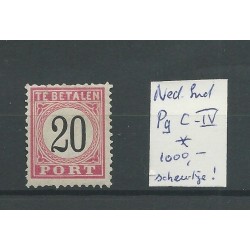 TE BETALEN
20
PORT
Ned. Ind
Pg C-IV
*
1000,-
scheurtje!